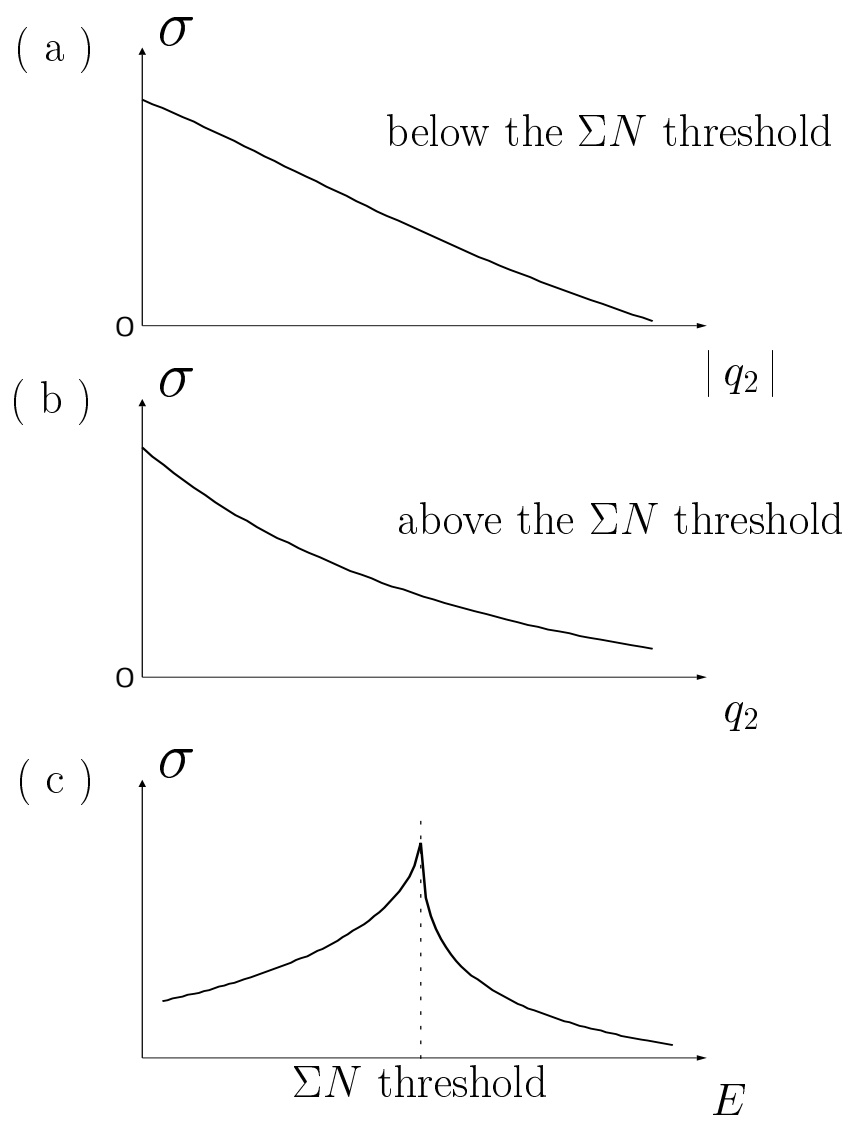 ( a )
σ
below the ΣN threshold
0
| q₂ |
( b )
σ
above the ΣN threshold
0
q₂
( c )
σ
ΣN threshold
E